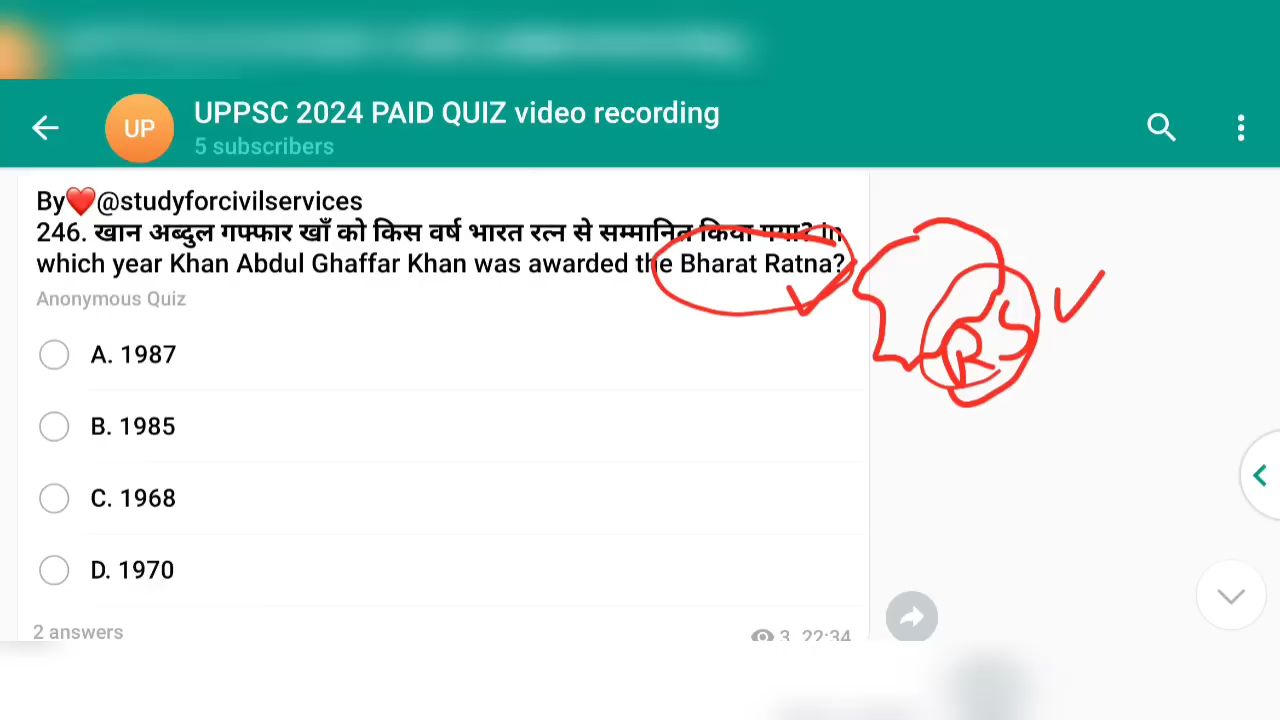 UPPSC 2024 PAID QUIZ video recording
UP
5 subscribers
By❤️@studyforcivilservices
246. खान अब्दुल गफ्फार खाँ को किस वर्ष भारत रत्न से सम्मानित किया गया? In
which year Khan Abdul Ghaffar Khan was awarded the Bharat Ratna?
Anonymous Quiz
RS
A. 1987
B. 1985
C. 1968
D. 1970
2 answers
3 22:34